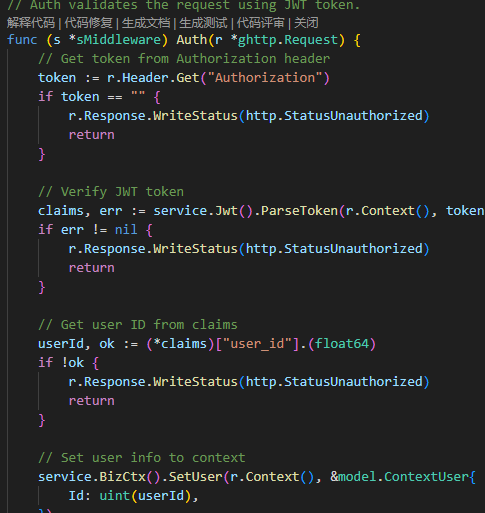 // Auth validates the request using JWT token.
解释代码 | 代码修复 | 生成文档 | 生成测试 | 代码评审 | 关闭
func (s *sMiddleware) Auth(r *ghttp.Request) {
    // Get token from Authorization header
    token := r.Header.Get("Authorization")
    if token == "" {
        r.Response.WriteStatus(http.StatusUnauthorized)
        return
    }

    // Verify JWT token
    claims, err := service.Jwt().ParseToken(r.Context(), token
    if err != nil {
        r.Response.WriteStatus(http.StatusUnauthorized)
        return
    }

    // Get user ID from claims
    userId, ok := (*claims)["user_id"].(float64)
    if !ok {
        r.Response.WriteStatus(http.StatusUnauthorized)
        return
    }

    // Set user info to context
    service.BizCtx().SetUser(r.Context(), &model.ContextUser{
        Id: uint(userId),
    })